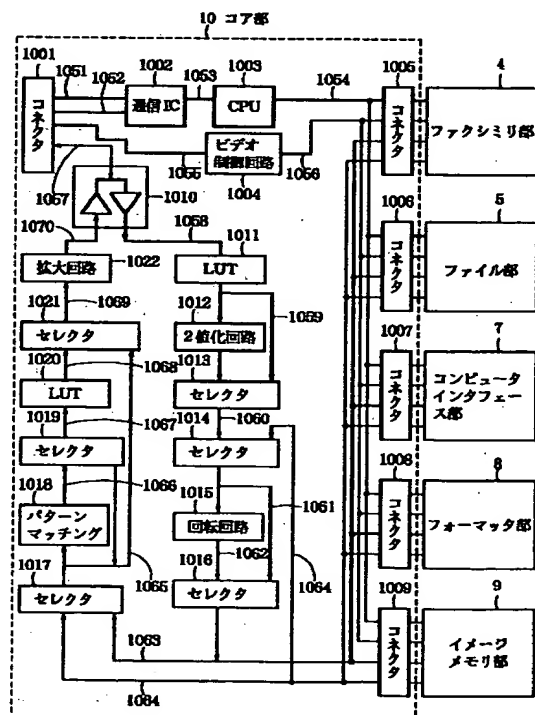 10 コア部
1001
1051
1052
1002
1053
1003
1054
1005
4
コネクタ
通信IC
CPU
コネクタ
ファクシミリ部
1055
ビデオ
制御回路
1056
1004
1057
1010
1006
5
1070
1058
1011
コネクタ
ファイル部
拡大回路
1022
LUT
1021
1069
1012
1059
セレクタ
2値化回路
1007
7
1020
1068
1013
コネクタ
コンピュータ
インタフェー
ス部
LUT
セレクタ
1019
1067
1014
1060
セレクタ
セレクタ
1008
8
1018
1066
1015
1061
コネクタ
フォーマッタ部
パターン
マッチング
回転回路
1017
1065
1016
1062
1064
セレクタ
セレクタ
1009
9
1063
コネクタ
イメージ
メモリ部
1064